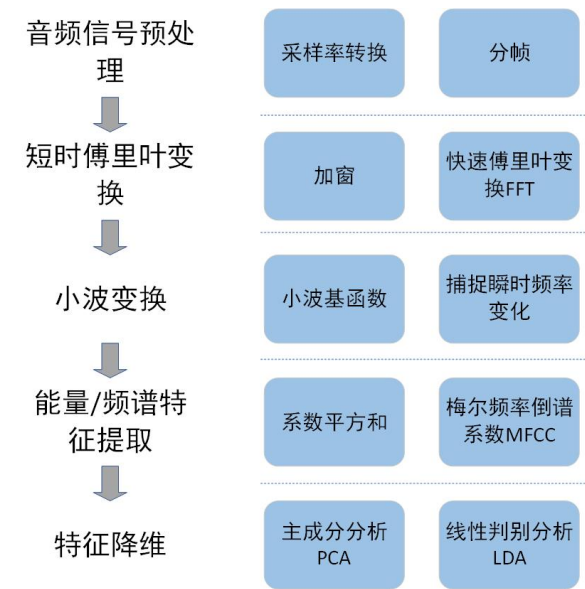 音频信号预处
理
采样率转换
分帧
短时傅里叶变
换
加窗
快速傅里叶变
换FFT
小波变换
小波基函数
捕捉瞬时频率
变化
能量/频谱特
征提取
系数平方和
梅尔频率倒谱
系数MFCC
特征降维
主成分分析
PCA
线性判别分析
LDA